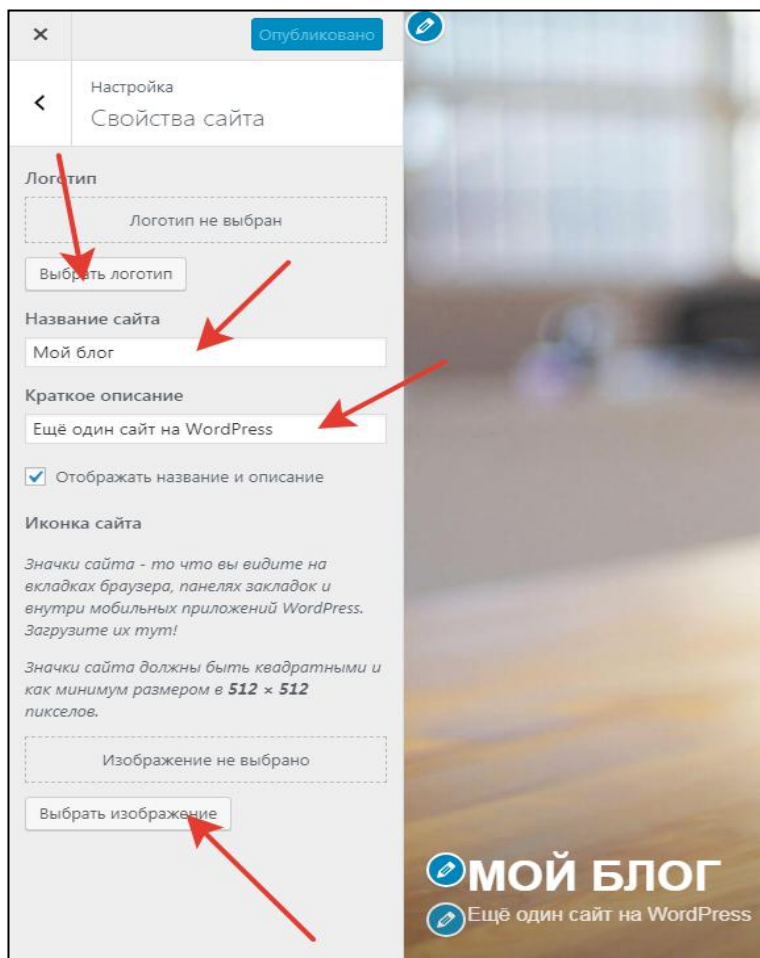 Опубликовано
Настройка
Свойства сайта
Логотип
Логотип не выбран
Выбрать логотип
Название сайта
Мой блог
Краткое описание
Ещё один сайт на WordPress
Отображать название и описание
Иконка сайта
Значки сайта - то что вы видите на
вкладках браузера, панелях закладок и
внутри мобильных приложений WordPress.
Загрузите их тут!
Значки сайта должны быть квадратными и
как минимум размером в 512 × 512
пикселов.
Изображение не выбрано
Выбрать изображение
МОЙ БЛОГ
Ещё один сайт на WordPress